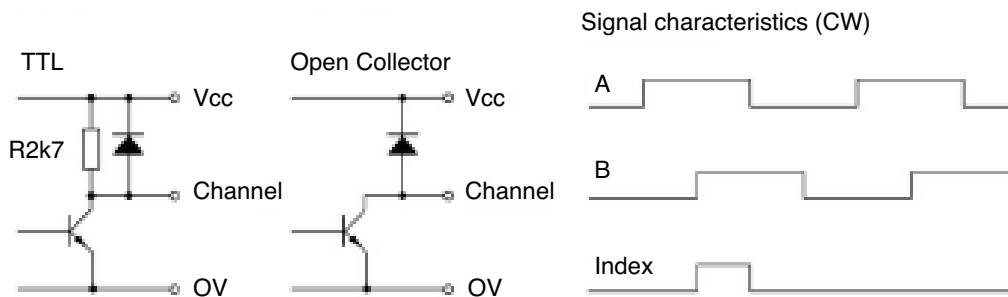 Signal characteristics (CW)
TTL
Open Collector
Vcc
R2k7
Channel
OV
Vcc
Channel
OV
A
B
Index